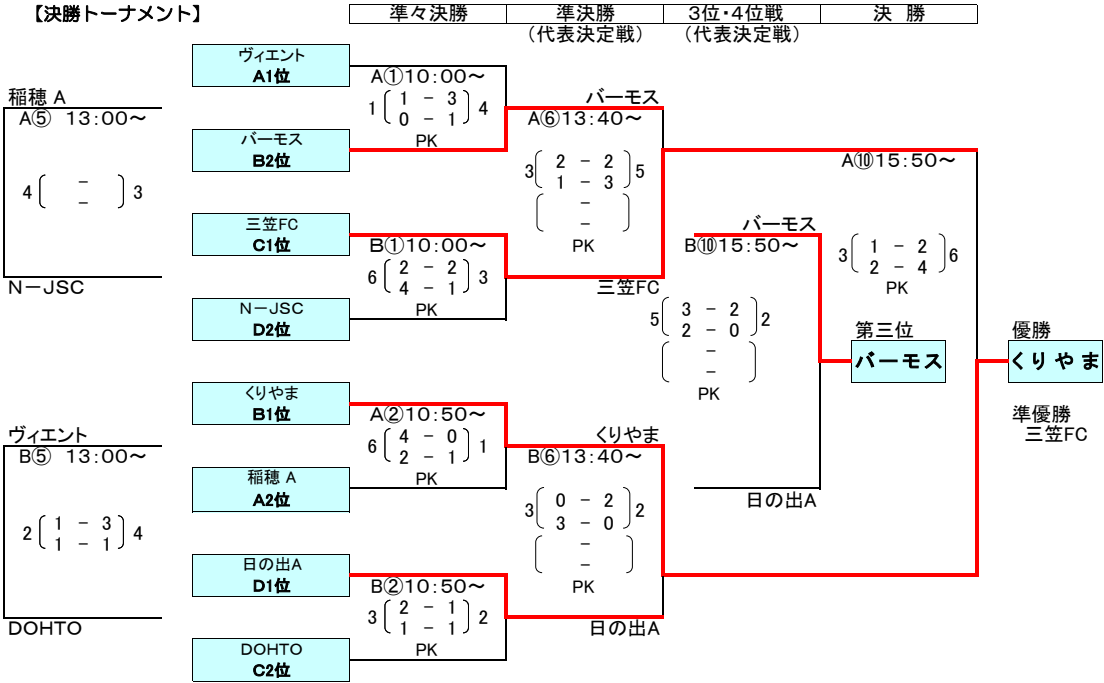 【決勝トーナメント】
準々決勝
準決勝
3位・4位戦
決 勝
(代表決定戦)
(代表決定戦)
ヴィエント
A1位
A①10:00～
1 ( 1 - 3 ) 4
0 - 1
PK
バーモス
B2位
三笠FC
C1位
B①10:00～
6 ( 2 - 2 ) 3
4 - 1
PK
N－JSC
D2位
くりやま
B1位
A②10:50～
6 ( 4 - 0 ) 1
2 - 1
PK
稲穂 A
A2位
日の出A
D1位
B②10:50～
3 ( 2 - 1 ) 2
1 - 1
PK
DOHTO
C2位
稲穂 A
A⑤ 13:00～
4 ( - ) 3
-
N－JSC
ヴィエント
B⑤ 13:00～
2 ( 1 - 3 ) 4
1 - 1
DOHTO
バーモス
A⑥13:40～
3 ( 2 - 2 ) 5
1 - 3
( - )
-
PK
三笠FC
くりやま
B⑥13:40～
3 ( 0 - 2 ) 2
3 - 0
( - )
-
PK
日の出A
バーモス
B⑩15:50～
5 ( 3 - 2 ) 2
2 - 0
( - )
-
PK
日の出A
A⑩15:50～
3 ( 1 - 2 ) 6
2 - 4
PK
第三位
バーモス
優勝
くりやま
準優勝
三笠FC